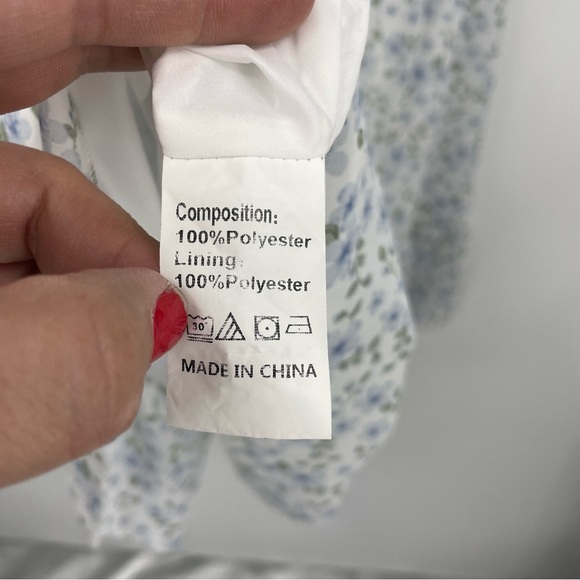 Composition:
100%Polyester
Lining:
100%Polyester
30°
MADE IN CHINA